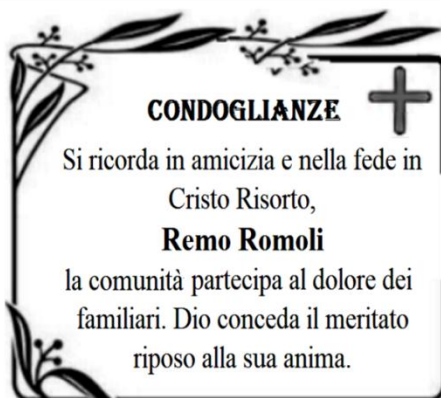 CONDOGLIANZE
Si ricorda in amicizia e nella fede in
Cristo Risorto,
Remo Romoli
la comunità partecipa al dolore dei
familiari. Dio conceda il meritato
riposo alla sua anima.